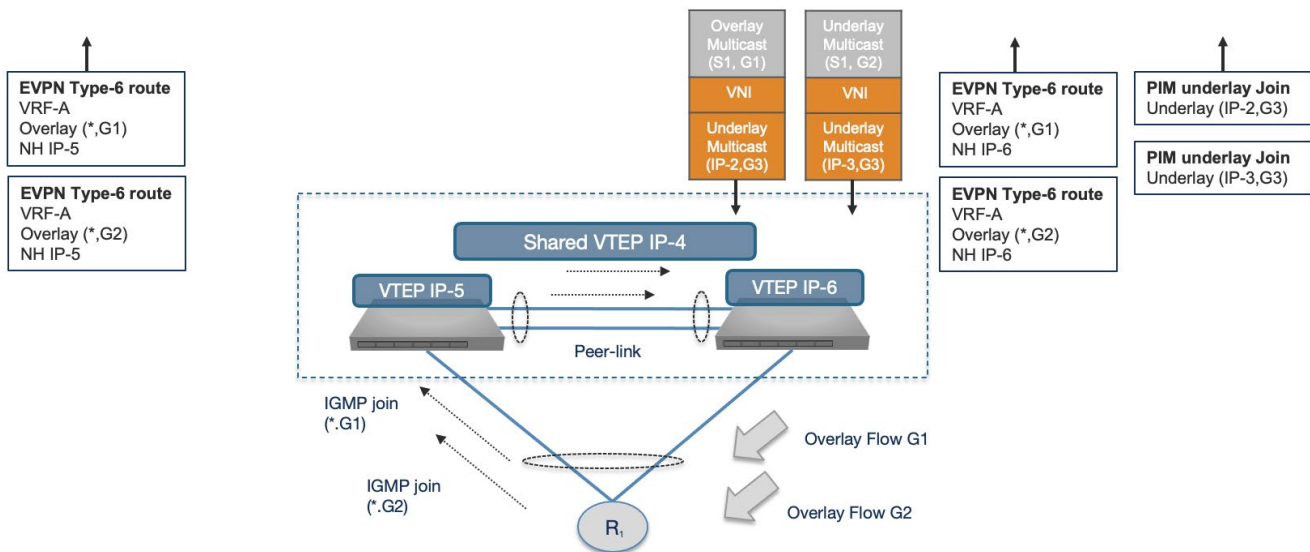 EVPN Type-6 route
VRF-A
Overlay (*,G1)
NH IP-5
EVPN Type-6 route
VRF-A
Overlay (*,G2)
NH IP-5
Overlay
Multicast
(S1, G1)
VNI
Underlay
Multicast
(IP-2,G3)
Underlay
Multicast
(S1, G2)
VNI
Underlay
Multicast
(IP-3,G3)
EVPN Type-6 route
VRF-A
Overlay (*,G1)
NH IP-6
EVPN Type-6 route
VRF-A
Overlay (*,G2)
NH IP-6
PIM underlay Join
Underlay (IP-2,G3)
PIM underlay Join
Underlay (IP-3,G3)
Shared VTEP IP-4
VTEP IP-5
VTEP IP-6
Peer-link
IGMP join
(*.G1)
IGMP join
(*.G2)
Overlay Flow G1
Overlay Flow G2
R1